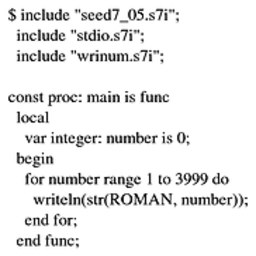 $ include "seed7_05.s7i";
include "stdio.s7i";
include "wrinum.s7i";
const proc: main is func
local
var integer: number is 0;
begin
for number range 1 to 3999 do
writeln(str(ROMAN, number));
end for;
end func;